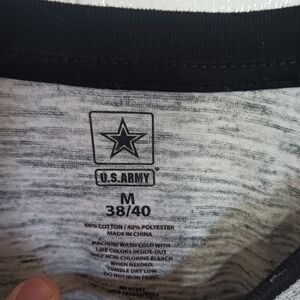 U.S.ARMY
M
38/40
60% COTTON / 40% POLYESTER
MADE IN CHINA
MACHINE WASH COLD WITH
LIKE COLORS INSIDE-OUT
ONLY NON-CHLORINE BLEACH
WHEN NEEDED.
TUMBLE DRY LOW.
DO NOT IRON PRINT.